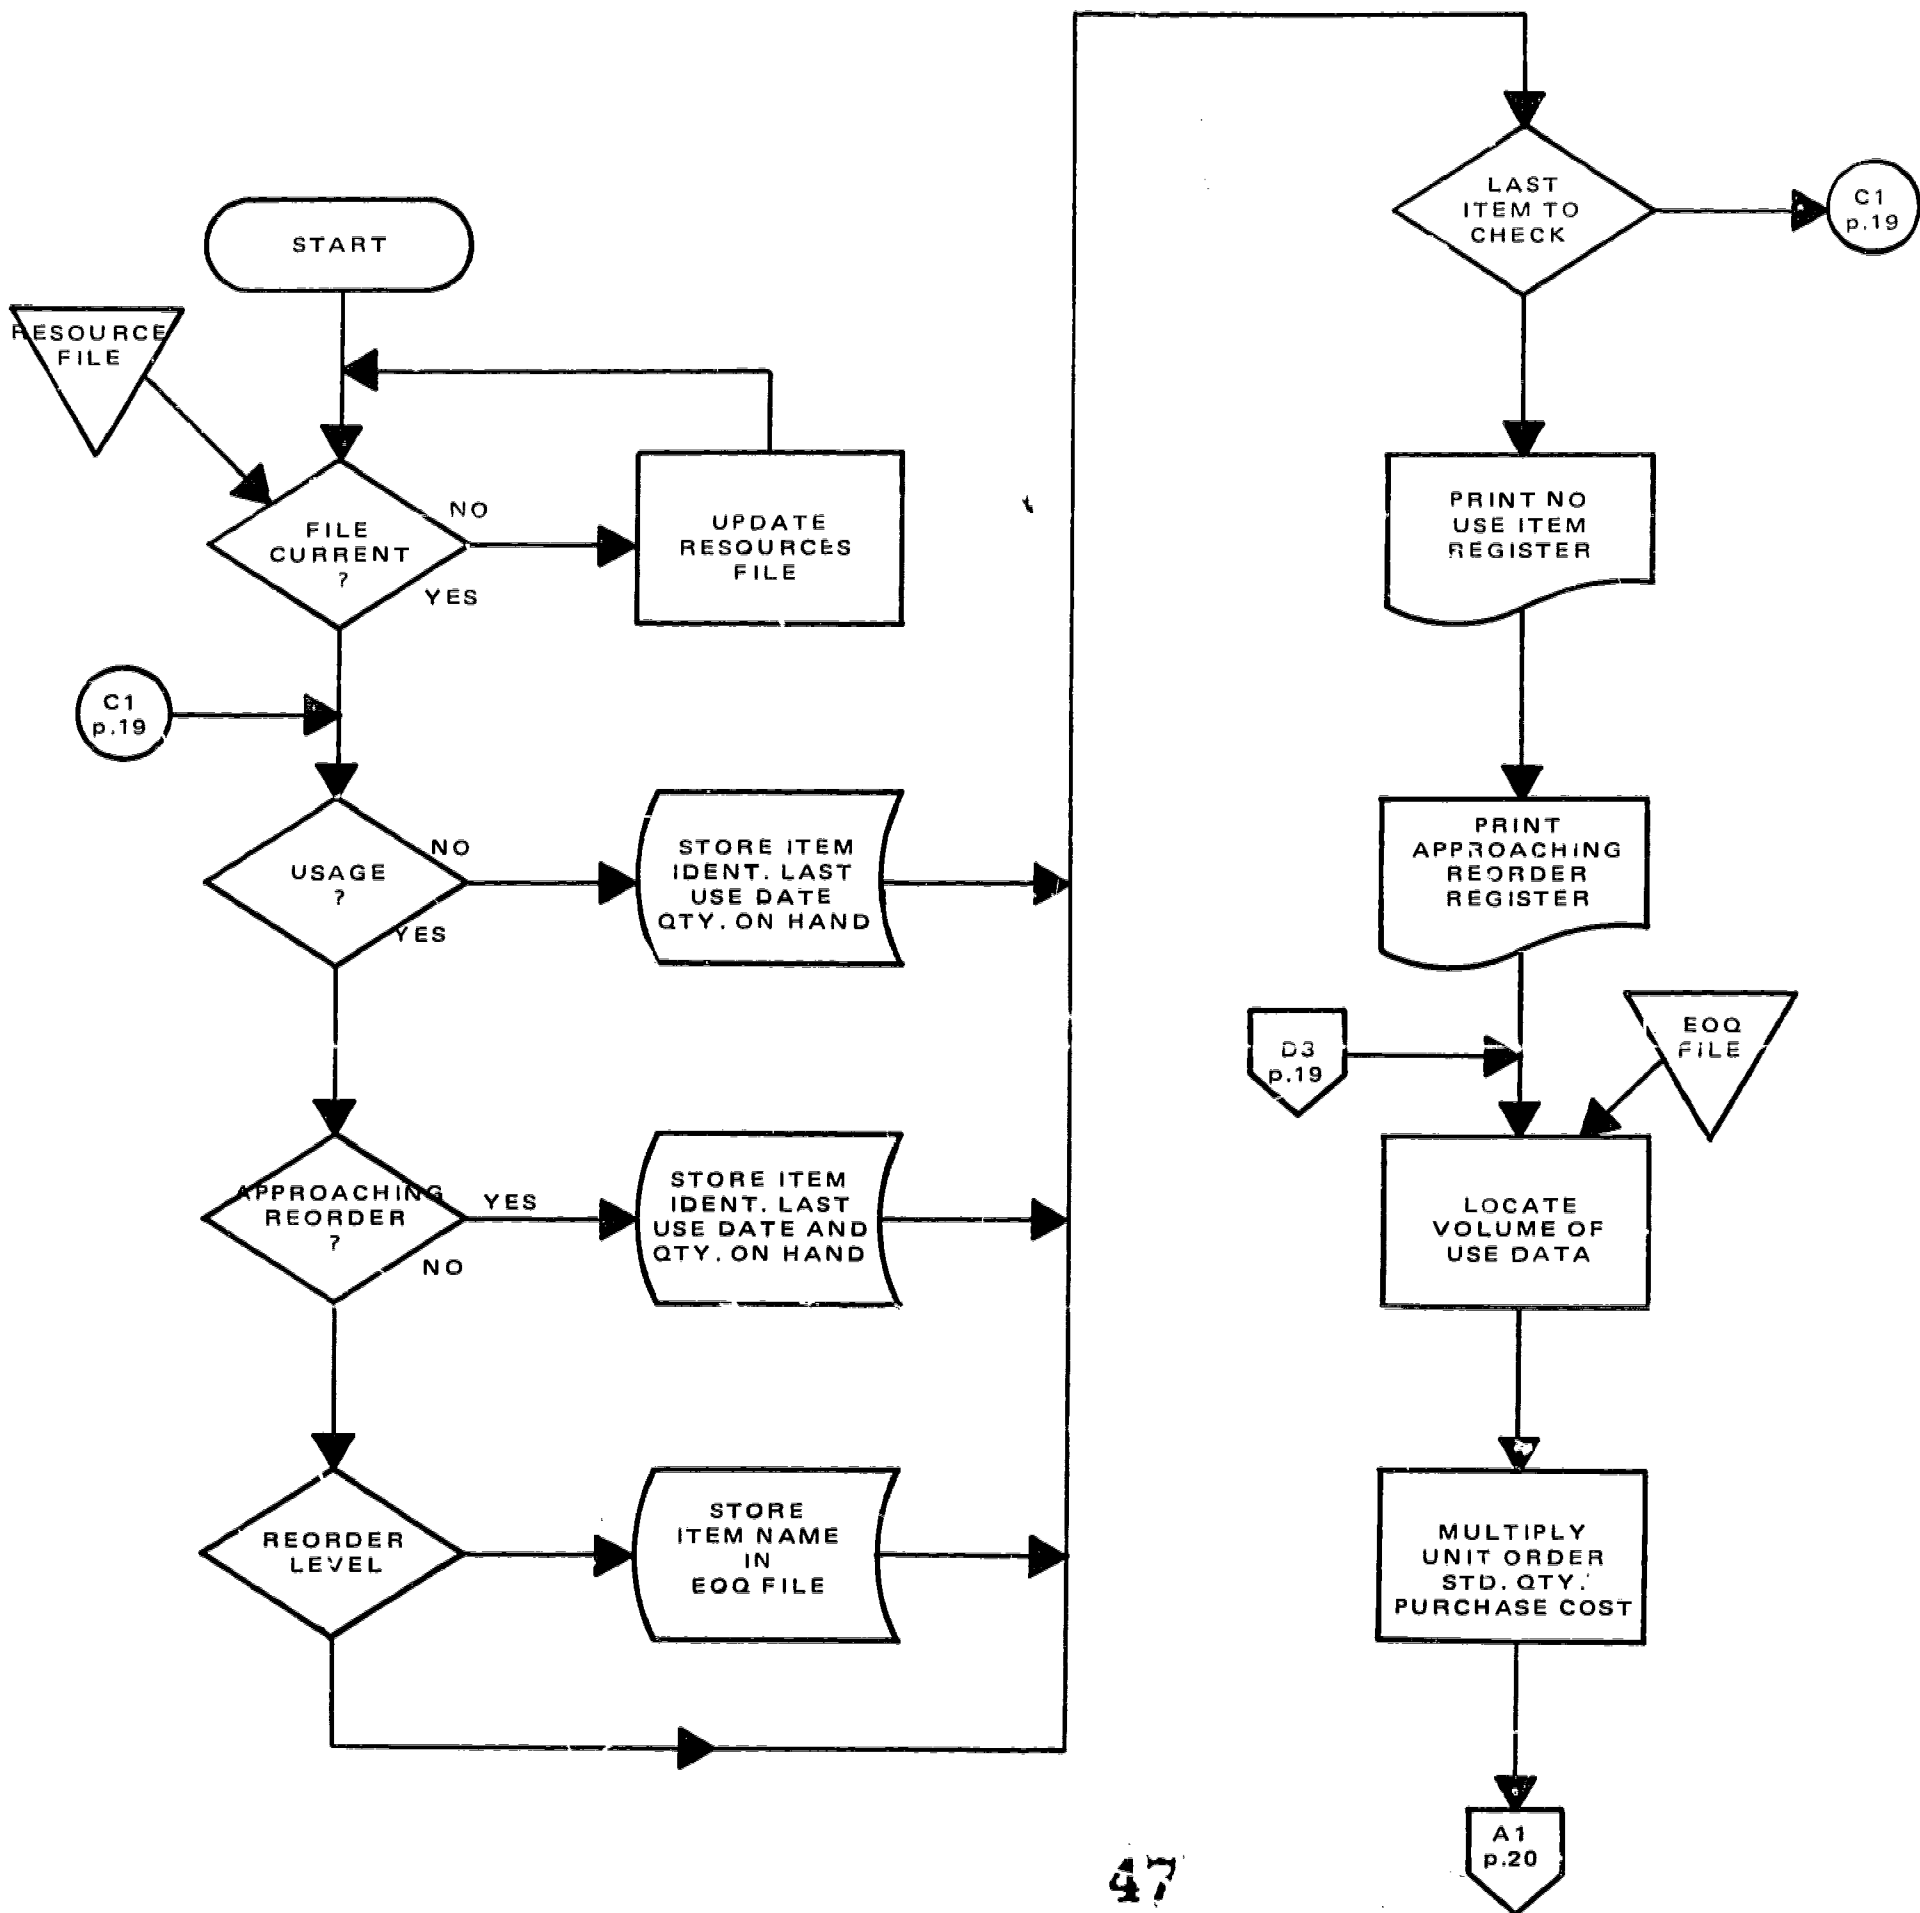 START
RESOURCE
FILE
FILE
CURRENT
?
NO
YES
UPDATE
RESOURCES
FILE
C1
p.19
USAGE
?
NO
YES
STORE ITEM
IDENT. LAST
USE DATE
QTY. ON HAND
APPROACHING
REORDER
?
YES
NO
STORE ITEM
IDENT. LAST
USE DATE AND
QTY. ON HAND
REORDER
LEVEL
STORE
ITEM NAME
IN
EOQ FILE
LAST
ITEM TO
CHECK
C1
p.19
PRINT NO
USE ITEM
REGISTER
PRINT
APPROACHING
REORDER
REGISTER
D3
p.19
EOQ
FILE
LOCATE
VOLUME OF
USE DATA
MULTIPLY
UNIT ORDER
STD. QTY.
PURCHASE COST
A1
p.20
47